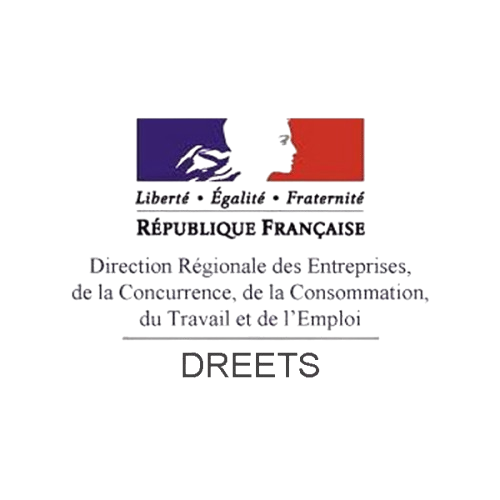 Liberté • Égalité • Fraternité
RÉPUBLIQUE FRANÇAISE
Direction Régionale des Entreprises,
de la Concurrence, de la Consommation,
du Travail et de l'Emploi
DREETS